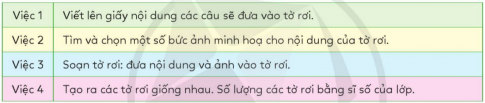 Việc 1 Viết lên giấy nội dung các câu sẽ đưa vào tờ rơi.
Việc 2 Tìm và chọn một số bức ảnh minh hoạ cho nội dung của tờ rơi.
Việc 3 Soạn tờ rơi: đưa nội dung và ảnh vào tờ rơi.
Việc 4 Tạo ra các tờ rơi giống nhau. Số lượng các tờ rơi bằng sĩ số của lớp.